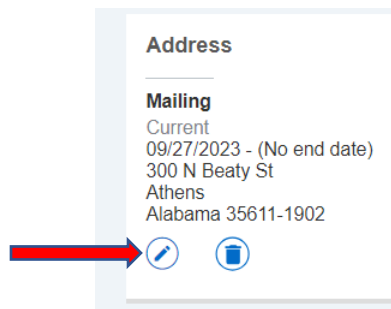 Address
Mailing
Current
09/27/2023 - (No end date)
300 N Beaty St
Athens
Alabama 35611-1902